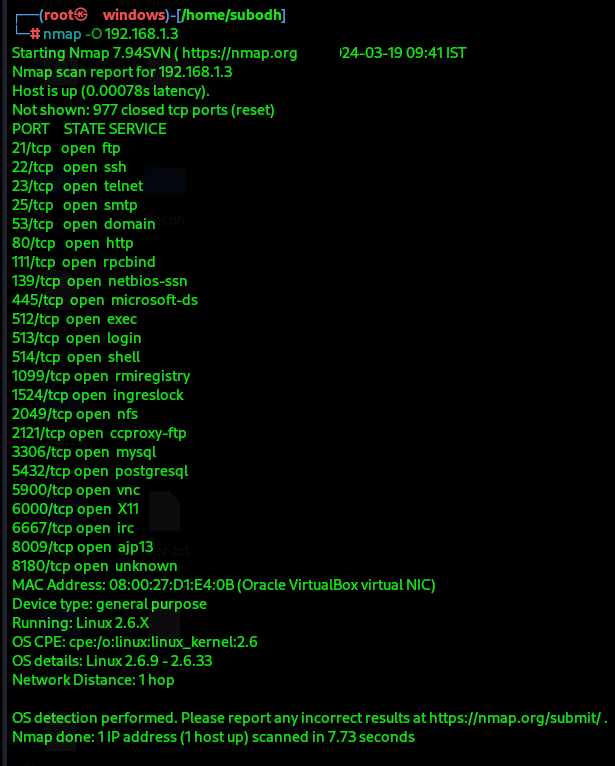 ┌──(root㉿ windows)-[/home/subodh]
└─# nmap -O 192.168.1.3
Starting Nmap 7.94SVN ( https://nmap.org 24-03-19 09:41 IST
Nmap scan report for 192.168.1.3
Host is up (0.00078s latency).
Not shown: 977 closed tcp ports (reset)
PORT STATE SERVICE
21/tcp open ftp
22/tcp open ssh
23/tcp open telnet
25/tcp open smtp
53/tcp open domain
80/tcp open http
111/tcp open rpcbind
139/tcp open netbios-ssn
445/tcp open microsoft-ds
512/tcp open exec
513/tcp open login
514/tcp open shell
1099/tcp open rmiregistry
1524/tcp open ingreslock
2049/tcp open nfs
2121/tcp open ccproxy-ftp
3306/tcp open mysql
5432/tcp open postgresql
5900/tcp open vnc
6000/tcp open X11
6667/tcp open irc
8009/tcp open ajp13
8180/tcp open unknown
MAC Address: 08:00:27:D1:E4:0B (Oracle VirtualBox virtual NIC)
Device type: general purpose
Running: Linux 2.6.X
OS CPE: cpe:/o:linux:linux_kernel:2.6
OS details: Linux 2.6.9 - 2.6.33
Network Distance: 1 hop
OS detection performed. Please report any incorrect results at https://nmap.org/submit/ .
Nmap done: 1 IP address (1 host up) scanned in 7.73 seconds